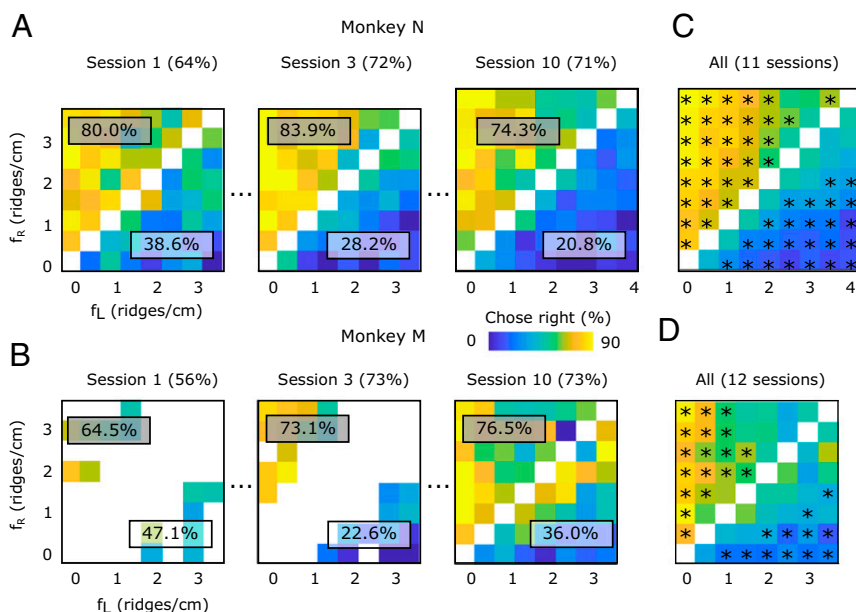 A
Monkey N
C
Session 1 (64%)
Session 3 (72%)
Session 10 (71%)
All (11 sessions)
fR (ridges/cm)
3
2
1
0
80.0%
38.6%
...
83.9%
28.2%
...
74.3%
20.8%
* * * * * *
* * * * * *
* * * * *
* * * * *
* * * * * *
* * * * * * *
* * * * * *
* * * * * * *
* * * * * * *
0 1 2 3
0 1 2 3
0 1 2 3 4
0 1 2 3 4
fL (ridges/cm)
Chose right (%)
0
90
B
Monkey M
D
Session 1 (56%)
Session 3 (73%)
Session 10 (73%)
All (12 sessions)
fR (ridges/cm)
3
2
1
0
64.5%
47.1%
...
73.1%
22.6%
...
76.5%
36.0%
* * *
* * *
* * * *
* * *
* * *
* * * * *
* * * * * *
0 1 2 3
0 1 2 3
0 1 2 3
0 1 2 3
fL (ridges/cm)